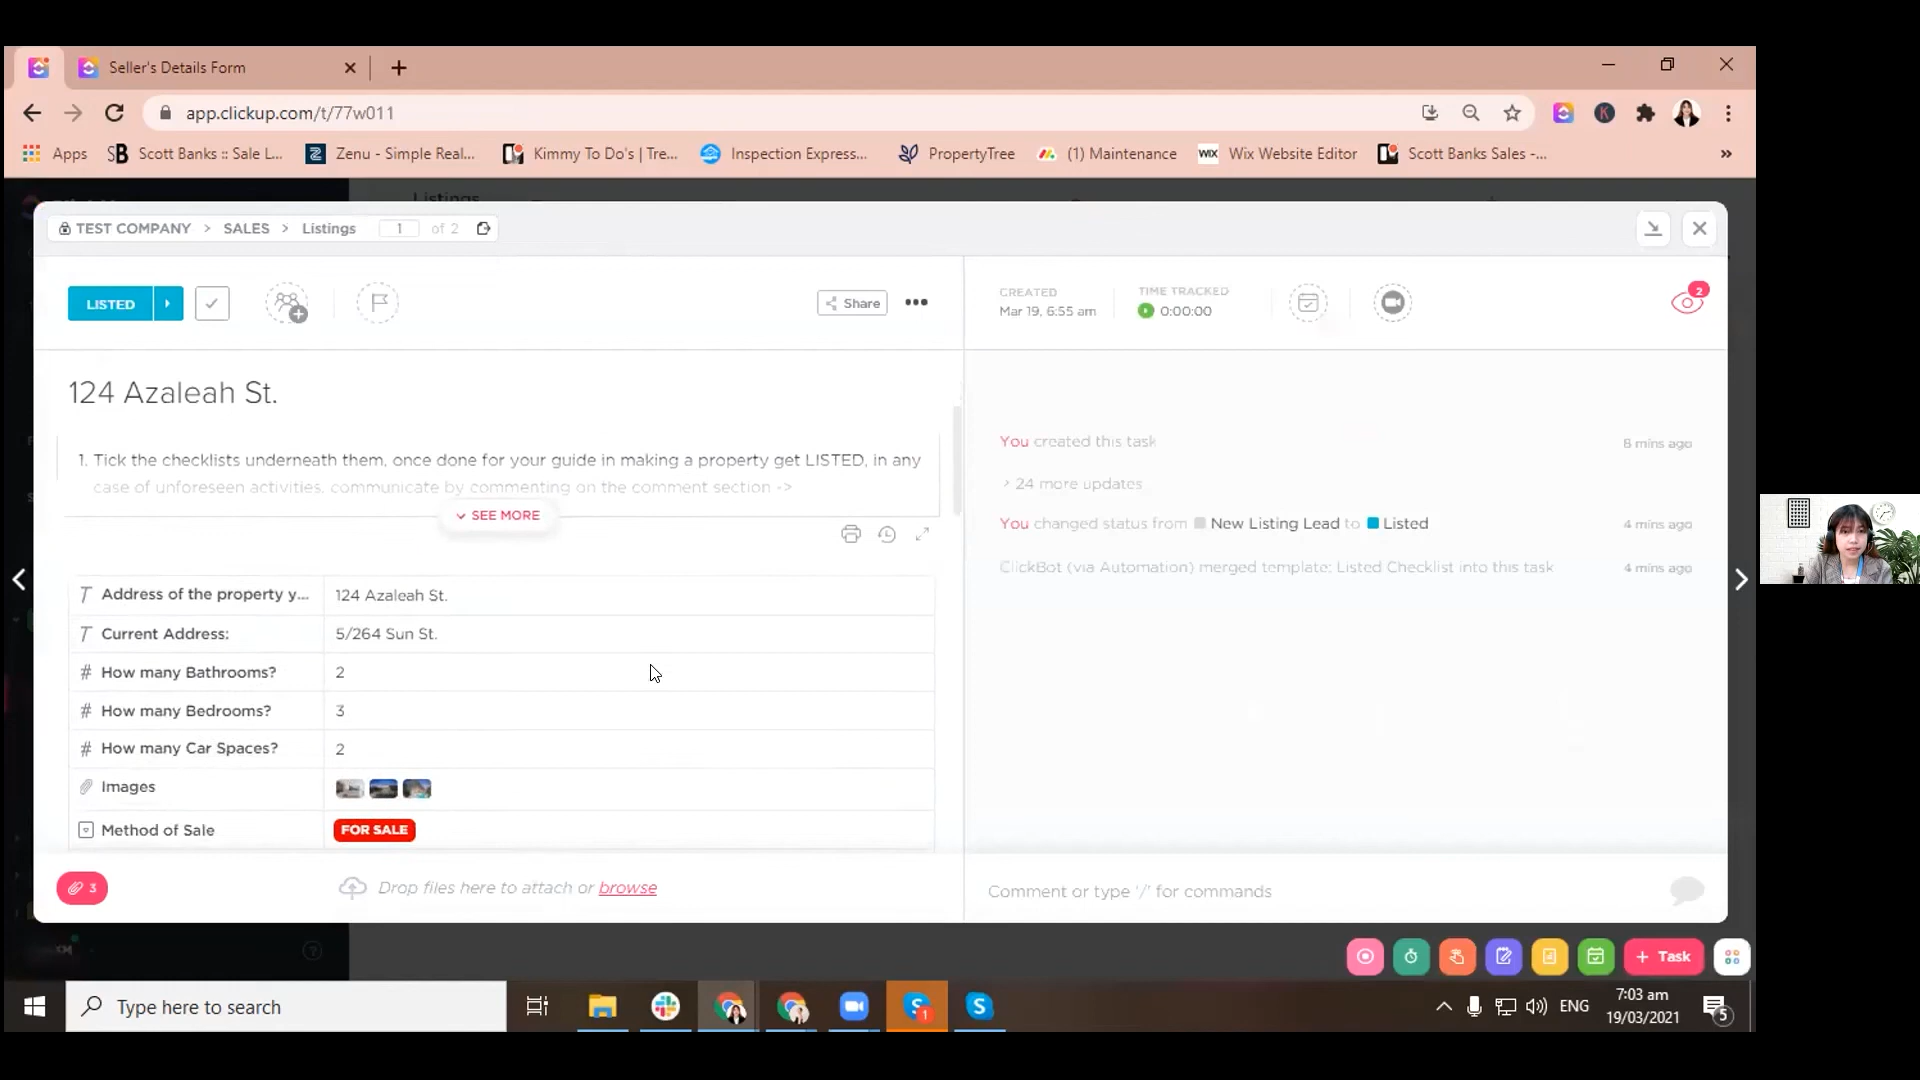 Seller's Details Form
app.clickup.com/t/77w011
Apps
Scott Banks :: Sale L...
Zenu - Simple Real...
Kimmy To Do's | Tre...
Inspection Express...
PropertyTree
(1) Maintenance
WIX Wix Website Editor
Scott Banks Sales -...
»
Listings
TEST COMPANY > SALES > Listings 1 of 2
LISTED
Share
CREATED
Mar 19, 6:55 am
TIME TRACKED
0:00:00
2
124 Azaleah St.
1. Tick the checklists underneath them, once done for your guide in making a property get LISTED, in any
case of unforeseen activities, communicate by commenting on the comment section ->
SEE MORE
Address of the property y... 124 Azaleah St.
Current Address: 5/264 Sun St.
# How many Bathrooms? 2
# How many Bedrooms? 3
# How many Car Spaces? 2
Images
Method of Sale FOR SALE
3
Drop files here to attach or browse
You created this task 8 mins ago
> 24 more updates
You changed status from New Listing Lead to Listed 4 mins ago
ClickBot (via Automation) merged template: Listed Checklist into this task 4 mins ago
Comment or type '/' for commands
+ Task
Type here to search
1
ENG
7:03 am
19/03/2021
5